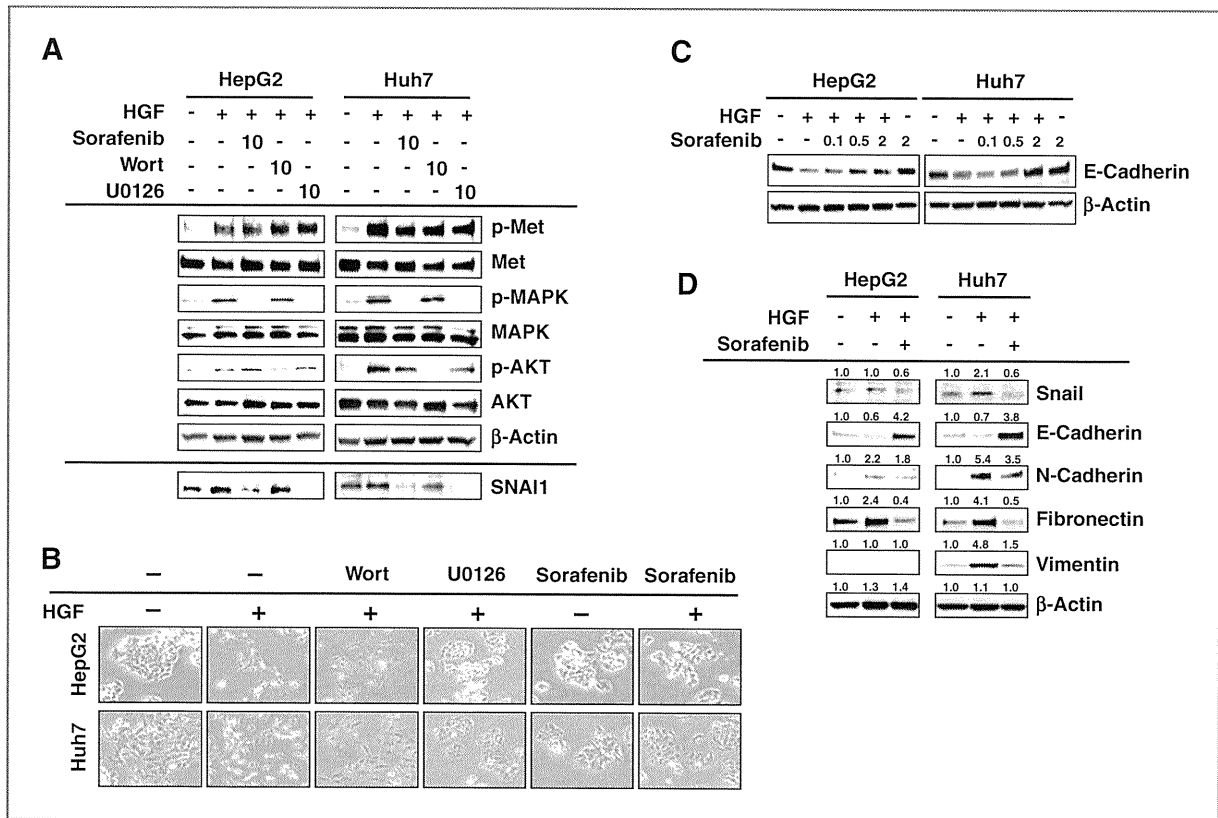 A
HepG2 Huh7
HGF - + + + + - + + + +
Sorafenib - - 10 - - - - 10 - -
Wort - - - 10 - - - - 10 -
U0126 - - - - 10 - - - - 10
p-Met
Met
p-MAPK
MAPK
p-AKT
AKT
β-Actin
SNAI1
B
– – Wort U0126 Sorafenib Sorafenib
HGF – + + + – +
HepG2
Huh7
C
HepG2 Huh7
HGF - + + + + - - + + + + -
Sorafenib - - 0.1 0.5 2 2 - - 0.1 0.5 2 2
E-Cadherin
β-Actin
D
HepG2 Huh7
HGF - + + - + +
Sorafenib - - + - - +
1.0 1.0 0.6 1.0 2.1 0.6
Snail
1.0 0.6 4.2 1.0 0.7 3.8
E-Cadherin
1.0 2.2 1.8 1.0 5.4 3.5
N-Cadherin
1.0 2.4 0.4 1.0 4.1 0.5
Fibronectin
1.0 1.0 1.0 1.0 4.8 1.5
Vimentin
1.0 1.3 1.4 1.0 1.1 1.0
β-Actin